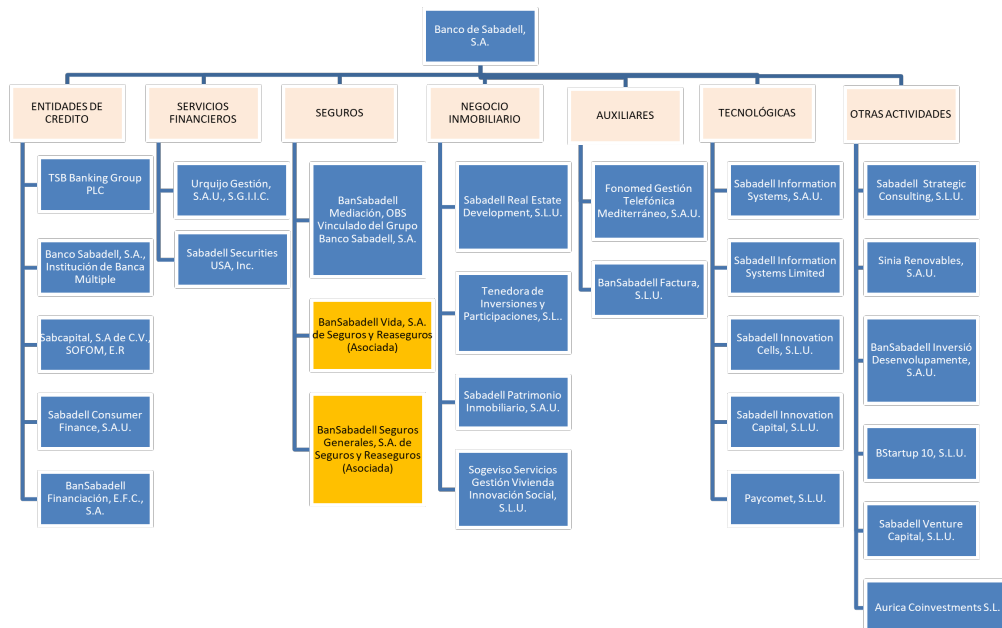 Banco de Sabadell,
S.A.
ENTIDADES DE
CREDITO
TSB Banking Group
PLC
Banco Sabadell, S.A.,
Institución de Banca
Múltiple
Sabcapital, S.A de C.V.,
SOFOM, E.R
Sabadell Consumer
Finance, S.A.U.
BanSabadell
Financiación, E.F.C.,
S.A.
SERVICIOS
FINANCIEROS
Urquijo Gestión,
S.A.U., S.G.I.I.C.
Sabadell Securities
USA, Inc.
SEGUROS
BanSabadell
Mediación, OBS
Vinculado del Grupo
Banco Sabadell, S.A.
BanSabadell Vida, S.A.
de Seguros y Reaseguros
(Asociada)
BanSabadell Seguros
Generales, S.A. de
Seguros y Reaseguros
(Asociada)
NEGOCIO
INMOBILIARIO
Sabadell Real Estate
Development, S.L.U.
Tenedora de
Inversiones y
Participaciones, S.L..
Sabadell Patrimonio
Inmobiliario, S.A.U.
Sogeviso Servicios
Gestión Vivienda
Innovación Social,
S.L.U.
AUXILIARES
Fonomed Gestión
Telefónica
Mediterráneo, S.A.U.
BanSabadell Factura,
S.L.U.
TECNOLÓGICAS
Sabadell Information
Systems, S.A.U.
Sabadell Information
Systems Limited
Sabadell Innovation
Cells, S.L.U.
Sabadell Innovation
Capital, S.L.U.
Paycomet, S.L.U.
OTRAS ACTIVIDADES
Sabadell Strategic
Consulting, S.L.U.
Sinia Renovables,
S.A.U.
BanSabadell Inversió
Desenvolupamente,
S.A.U.
BStartup 10, S.L.U.
Sabadell Venture
Capital, S.L.U.
Aurica Coinvestments S.L.